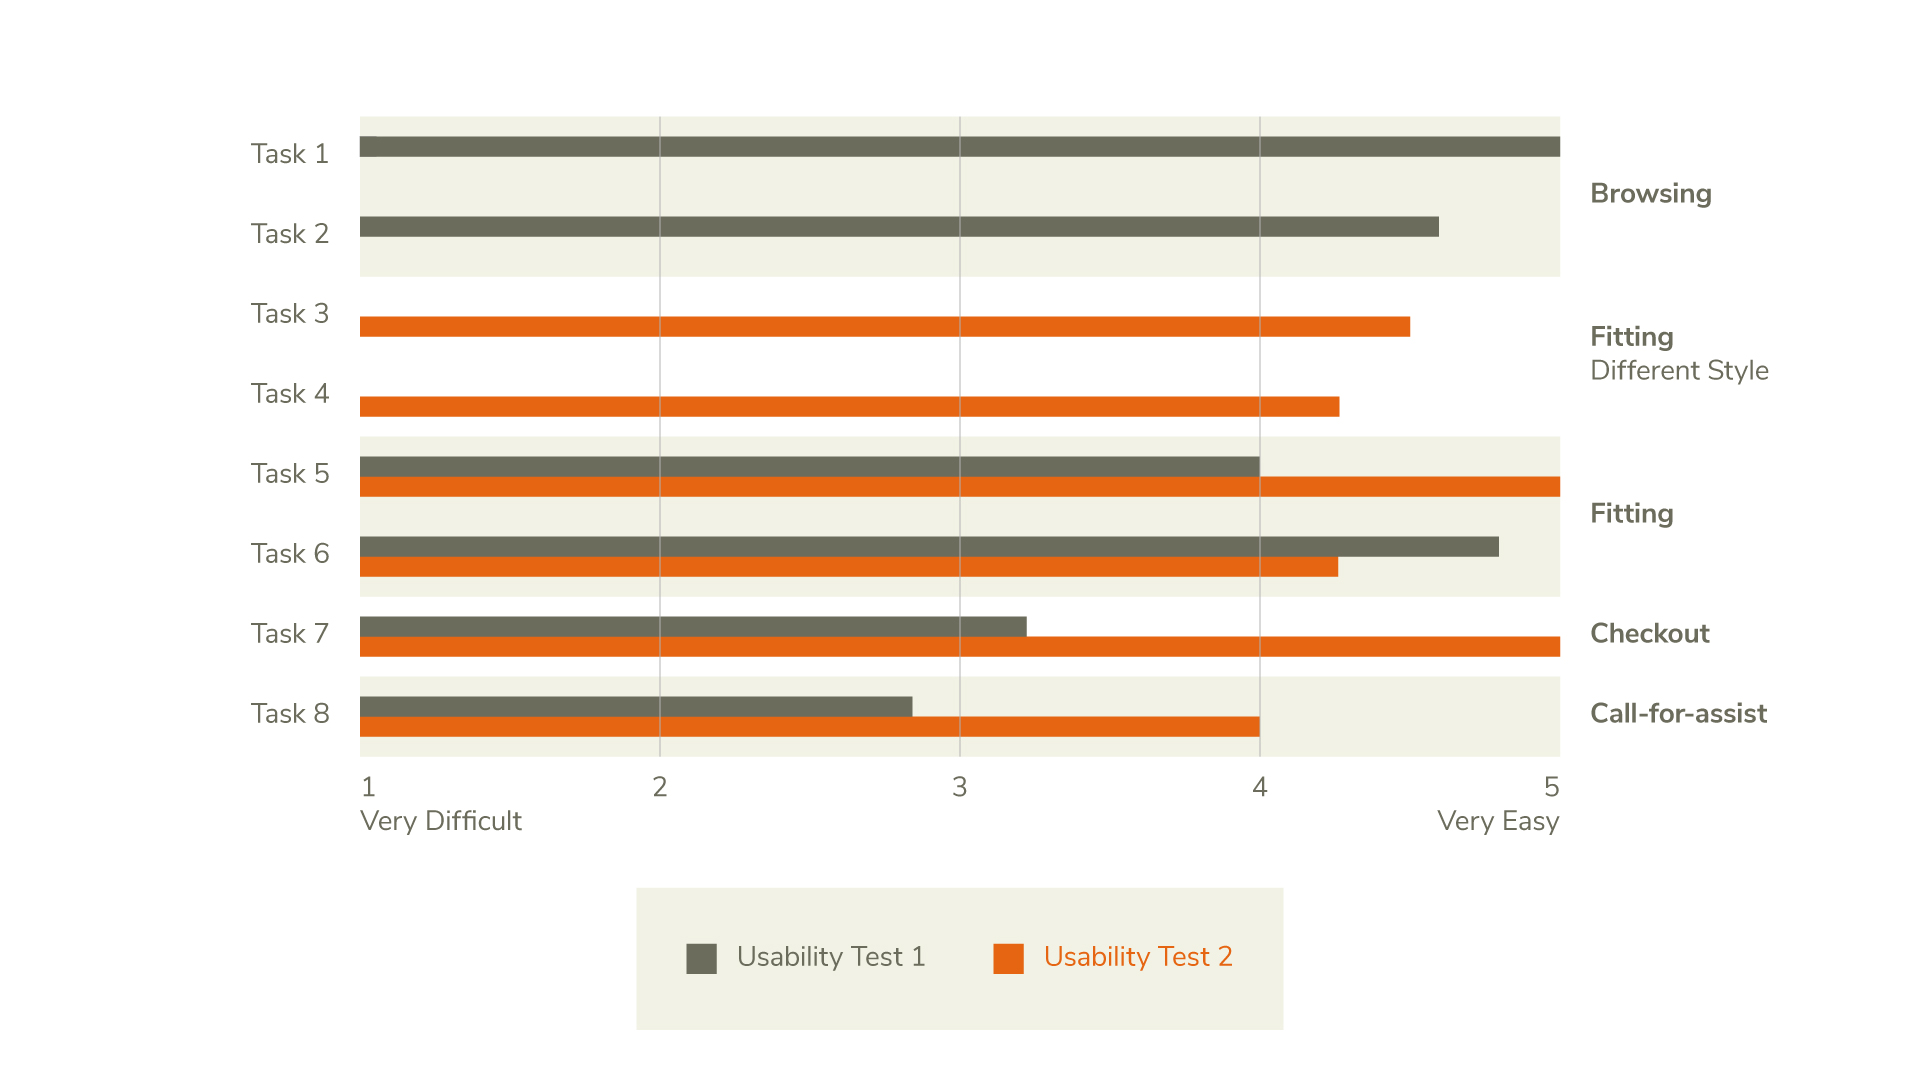 Task 1
Browsing
Task 2
Task 3
Fitting
Different Style
Task 4
Task 5
Fitting
Task 6
Task 7
Checkout
Task 8
Call-for-assist
1 2 3 4 5
Very Difficult Very Easy
Usability Test 1 Usability Test 2